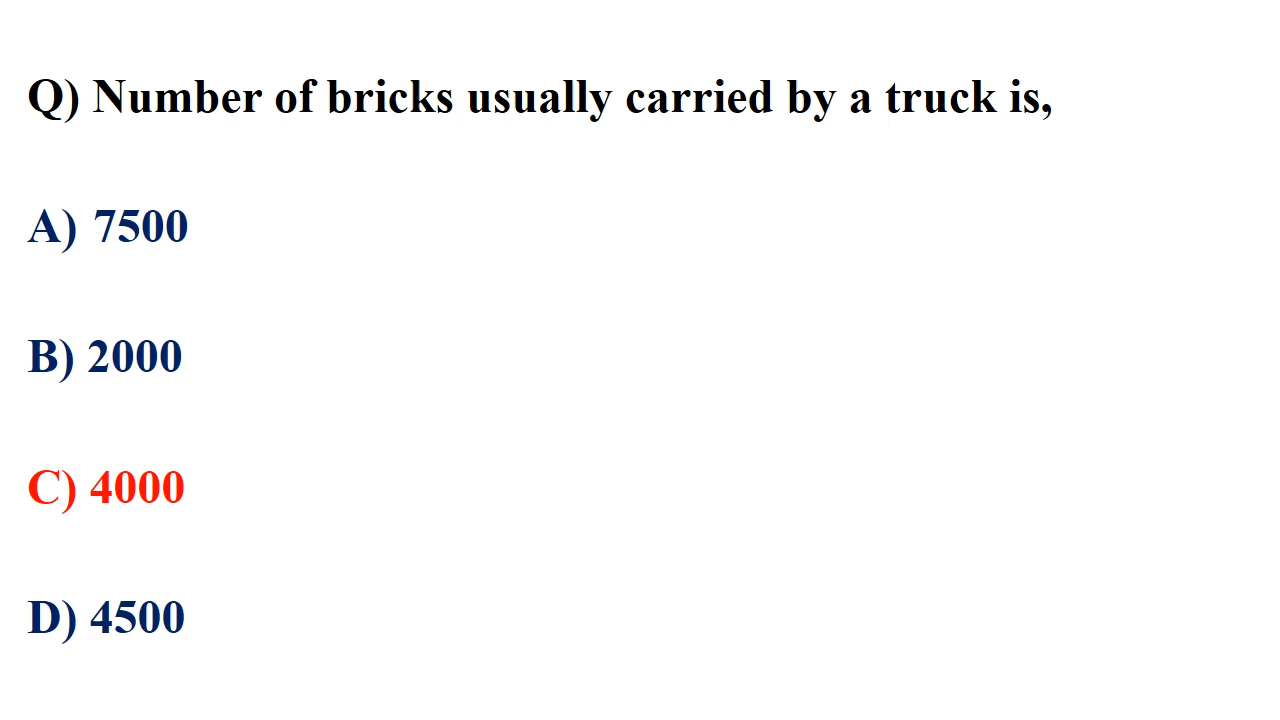 Q) Number of bricks usually carried by a truck is,
A) 7500
B) 2000
C) 4000
D) 4500